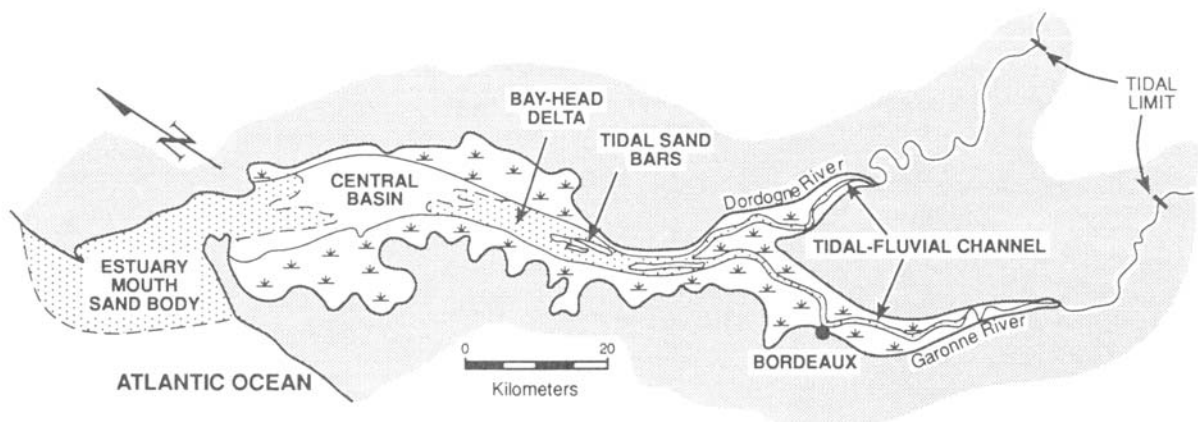 N
BAY-HEAD
DELTA
TIDAL SAND
BARS
TIDAL
LIMIT
CENTRAL
BASIN
Dordogne River
TIDAL-FLUVIAL CHANNEL
ESTUARY
MOUTH
SAND BODY
Garonne River
BORDEAUX
0 20
Kilometers
ATLANTIC OCEAN